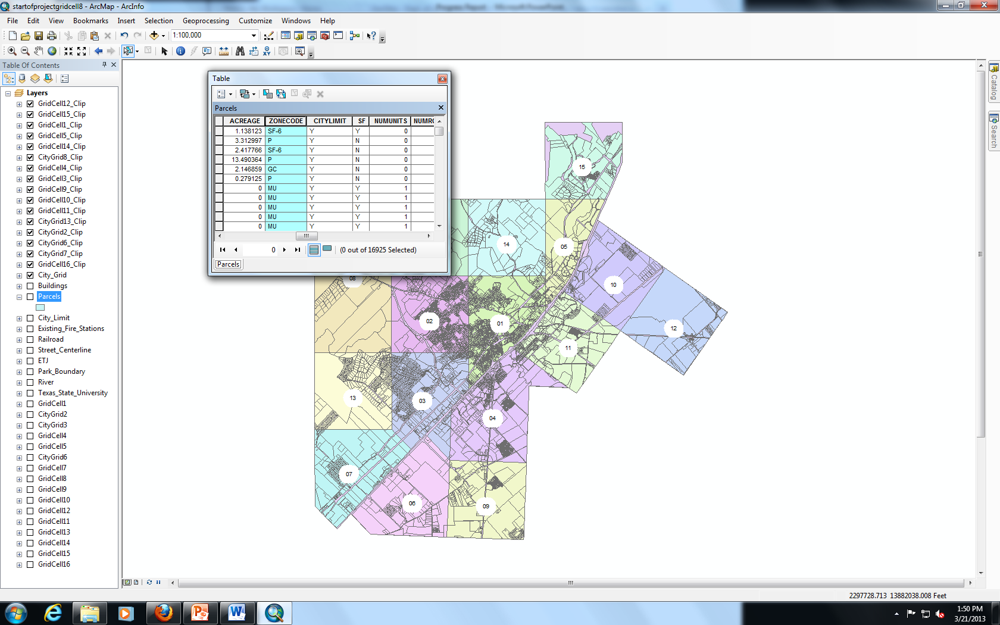 startofprojectgridcell8 - ArcMap - ArcInfo
File Edit View Bookmarks Insert Selection Geoprocessing Customize Windows Help
1:100,000
Table Of Contents
Layers
GridCell12_Clip
GridCell15_Clip
GridCell1_Clip
GridCell5_Clip
GridCell14_Clip
CityGrid8_Clip
GridCell4_Clip
GridCell3_Clip
GridCell9_Clip
GridCell10_Clip
GridCell11_Clip
CityGrid13_Clip
CityGrid2_Clip
CityGrid6_Clip
CityGrid7_Clip
GridCell16_Clip
City_Grid
Buildings
Parcels
City_Limit
Existing_Fire_Stations
Railroad
Street_Centerline
ETJ
Park_Boundary
River
Texas_State_University
GridCell1
CityGrid2
CityGrid3
GridCell4
GridCell5
CityGrid6
GridCell7
GridCell8
GridCell9
GridCell10
GridCell12
GridCell11
GridCell13
GridCell14
GridCell15
GridCell16
Table
Parcels
ACREAGE ZONECODE CITYLIMIT SF NUMUNITS NUMRO
1.138123 SF-6 Y Y 0
3.312997 P Y N 0
2.417766 SF-6 Y N 0
13.490364 P Y N 0
2.146859 GC Y N 0
0.279125 P Y N 0
0 MU Y Y 1
0 MU Y Y 1
0 MU Y Y 1
0 MU Y Y 1
0 MU Y Y 1
0 (0 out of 16925 Selected)
Parcels
15
14
05
08
10
02
01
12
11
13
03
04
07
06
09
Catalog
Search
2297728.713 13882038.008 Feet
1:50 PM
3/21/2013